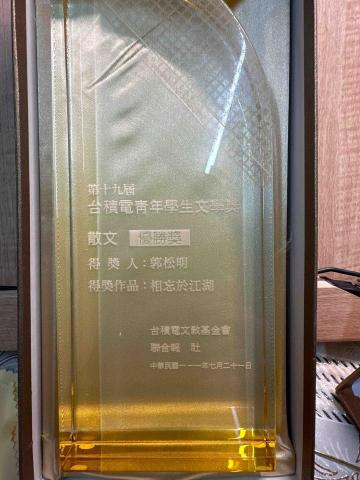 第十九屆
台積電青年學生文學獎
散文 優勝獎
得獎人:郭松明
得獎作品:相忘於江湖
台積電文教基金會
聯合報 社
中華民國一一一年七月二十一日